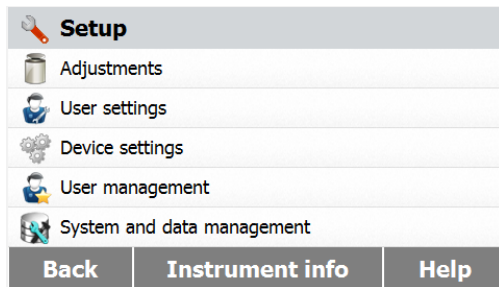 Setup
Adjustments
User settings
Device settings
User management
System and data management
Back Instrument info Help